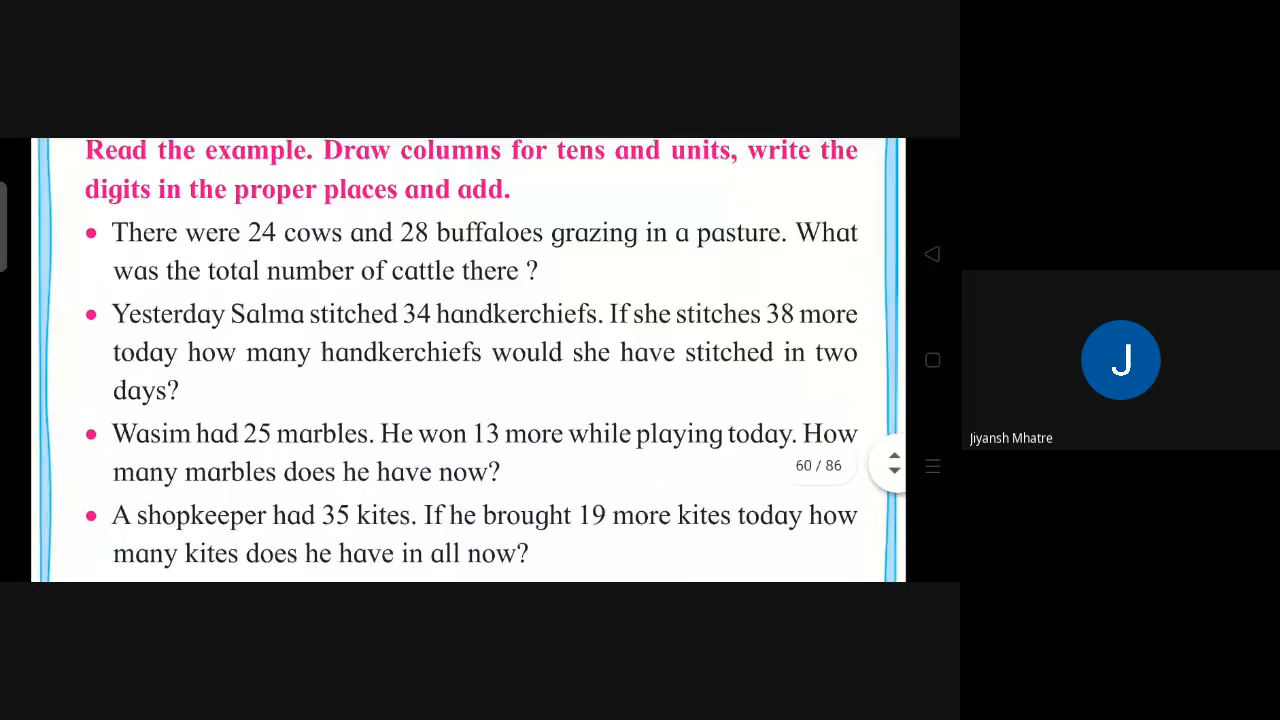 Read the example. Draw columns for tens and units, write the
digits in the proper places and add.
• There were 24 cows and 28 buffaloes grazing in a pasture. What
was the total number of cattle there ?
• Yesterday Salma stitched 34 handkerchiefs. If she stitches 38 more
today how many handkerchiefs would she have stitched in two
days?
• Wasim had 25 marbles. He won 13 more while playing today. How
many marbles does he have now?
60 / 86
• A shopkeeper had 35 kites. If he brought 19 more kites today how
many kites does he have in all now?
J
Jiyansh Mhatre